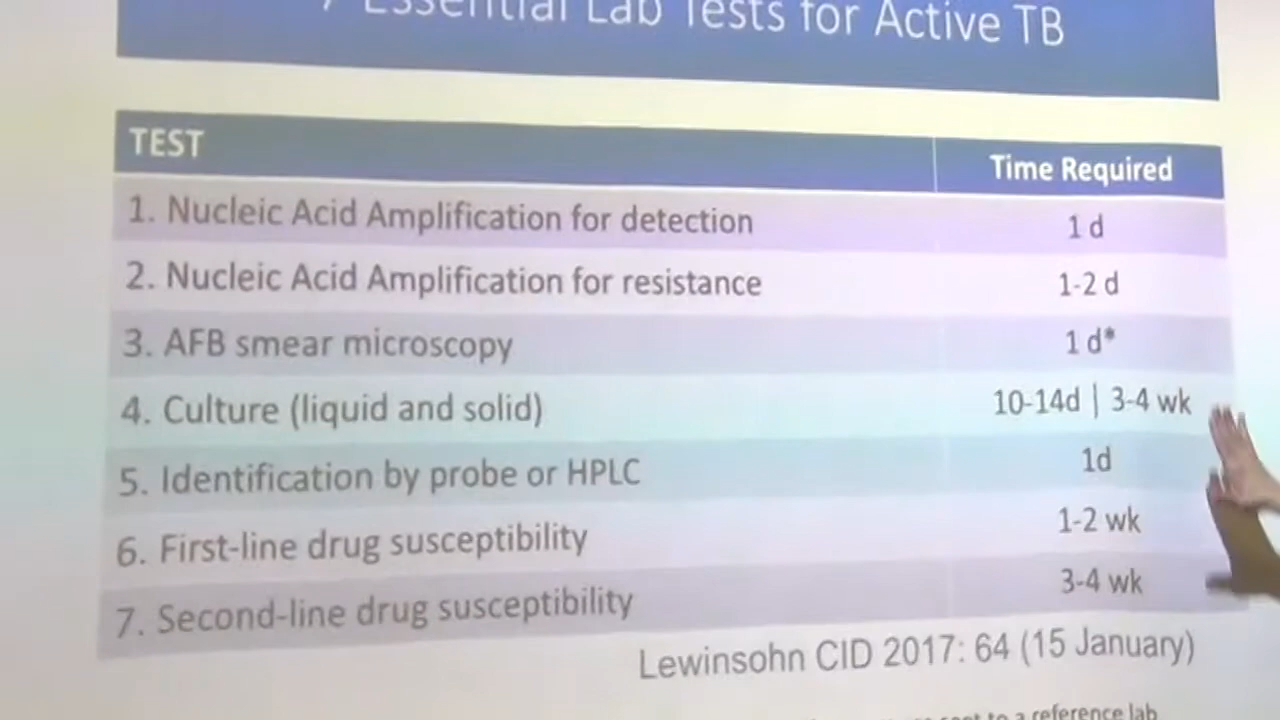 7 Essential Lab Tests for Active TB
TEST Time Required
1. Nucleic Acid Amplification for detection 1 d
2. Nucleic Acid Amplification for resistance 1-2 d
3. AFB smear microscopy 1 d*
4. Culture (liquid and solid) 10-14d | 3-4 wk
5. Identification by probe or HPLC 1d
6. First-line drug susceptibility 1-2 wk
7. Second-line drug susceptibility 3-4 wk
Lewinsohn CID 2017: 64 (15 January)
sent to a reference lab